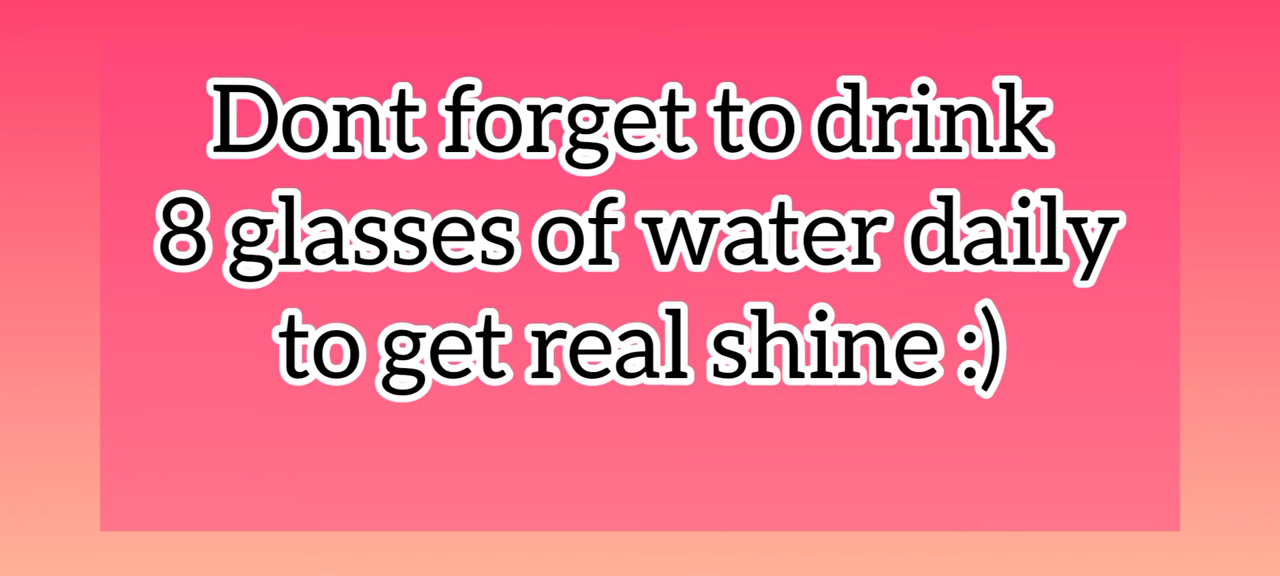 Dont forget to drink
8 glasses of water daily
to get real shine :)